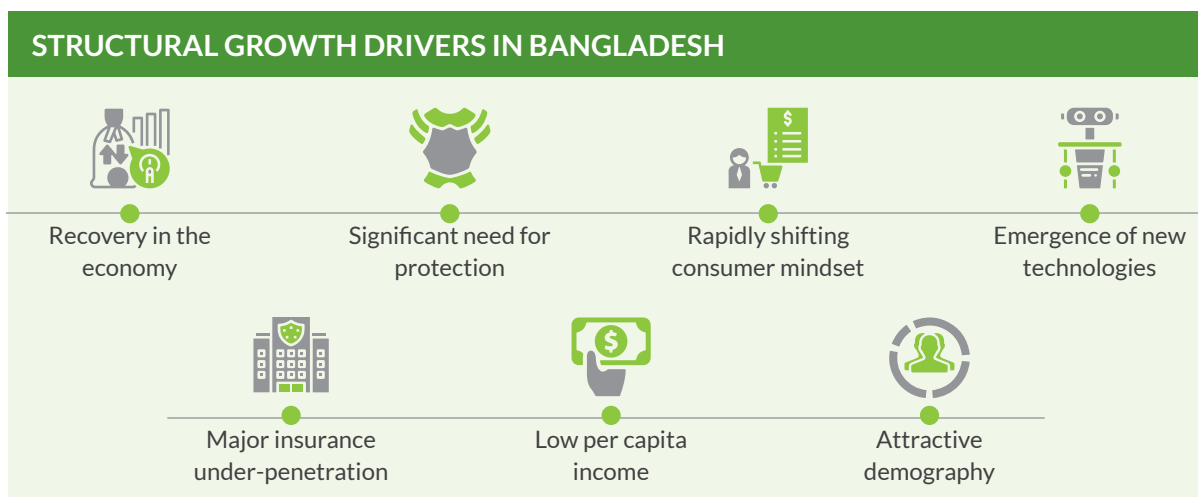 STRUCTURAL GROWTH DRIVERS IN BANGLADESH
Recovery in the
economy
Significant need for
protection
$
Rapidly shifting
consumer mindset
Emergence of new
technologies
Major insurance
under-penetration
$
Low per capita
income
Attractive
demography